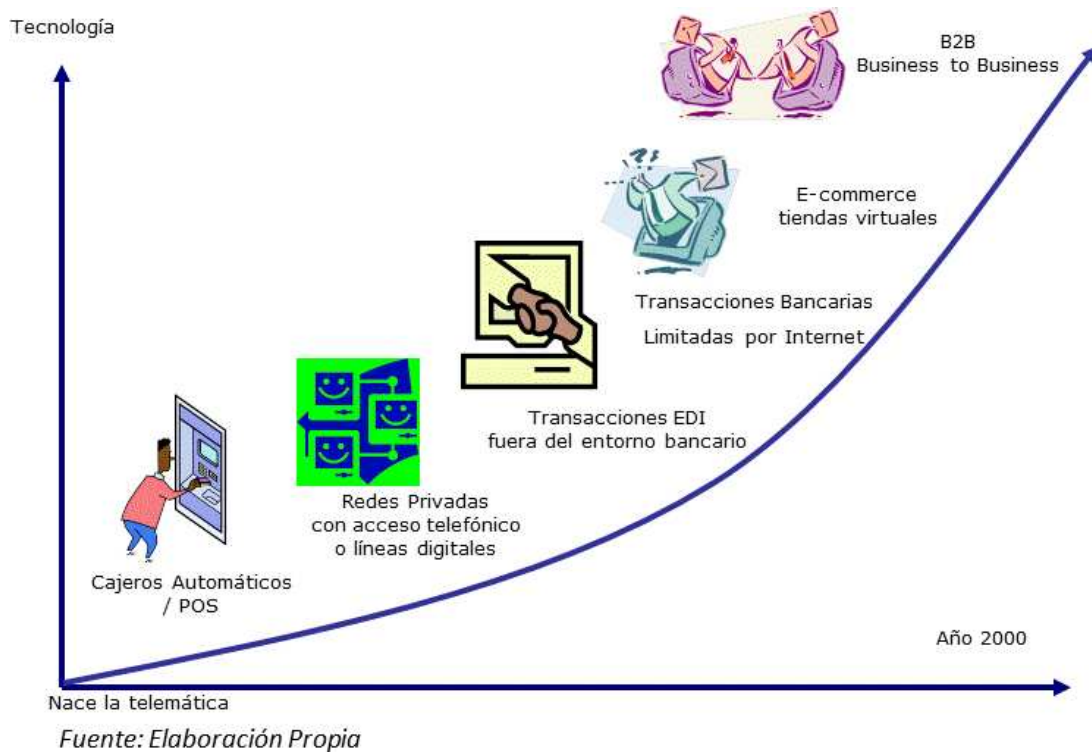 Tecnología
B2B
Business to Business
E-commerce
tiendas virtuales
Transacciones Bancarias
Limitadas por Internet
Transacciones EDI
fuera del entorno bancario
Redes Privadas
con acceso telefónico
o líneas digitales
Cajeros Automáticos
/ POS
Año 2000
Nace la telemática
Fuente: Elaboración Propia